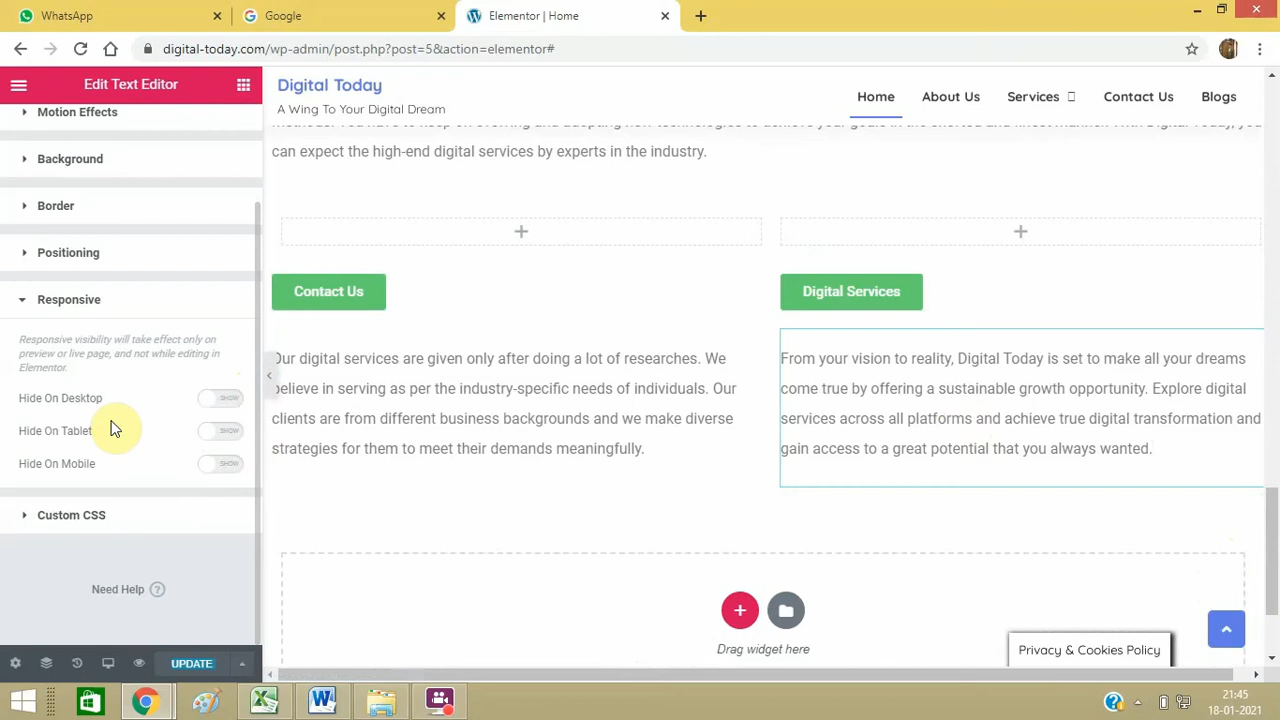 WhatsApp
Google
Elementor | Home
digital-today.com/wp-admin/post.php?post=5&action=elementor#
Edit Text Editor
Motion Effects
Background
Border
Positioning
Responsive
Responsive visibility will take effect only on
preview or live page, and not while editing in
Elementor.
Hide On Desktop
SHOW
Hide On Tablet
SHOW
Hide On Mobile
SHOW
Custom CSS
Need Help ?
UPDATE
Digital Today
A Wing To Your Digital Dream
Home
About Us
Services
Contact Us
Blogs
can expect the high-end digital services by experts in the industry.
Contact Us
Our digital services are given only after doing a lot of researches. We
believe in serving as per the industry-specific needs of individuals. Our
clients are from different business backgrounds and we make diverse
strategies for them to meet their demands meaningfully.
Digital Services
From your vision to reality, Digital Today is set to make all your dreams
come true by offering a sustainable growth opportunity. Explore digital
services across all platforms and achieve true digital transformation and
gain access to a great potential that you always wanted.
Drag widget here
Privacy & Cookies Policy
21:45
18-01-2021